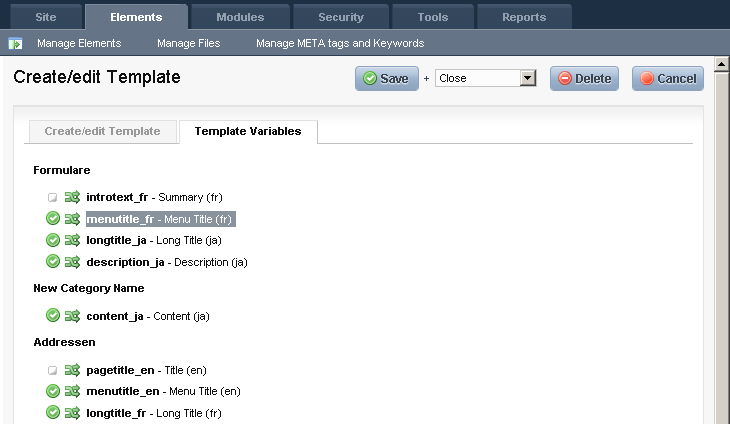 Site Elements Modules Security Tools Reports
Manage Elements Manage Files Manage META tags and Keywords
Create/edit Template Save + Close Delete Cancel
Create/edit Template Template Variables
Formulare
introtext_fr - Summary (fr)
menutitle_fr - Menu Title (fr)
longtitle_ja - Long Title (ja)
description_ja - Description (ja)
New Category Name
content_ja - Content (ja)
Addressen
pagetitle_en - Title (en)
menutitle_en - Menu Title (en)
longtitle_fr - Long Title (fr)